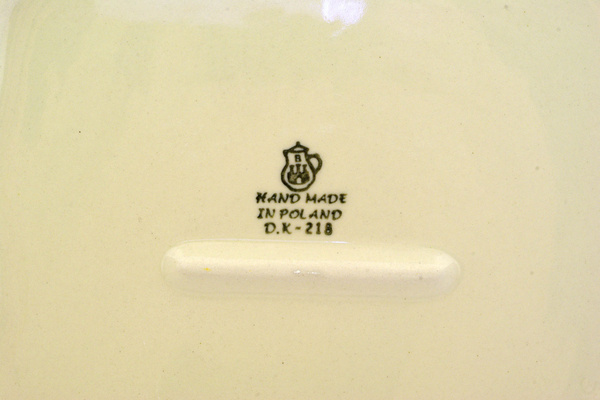 B
HAND MADE
IN POLAND
D.K - 218